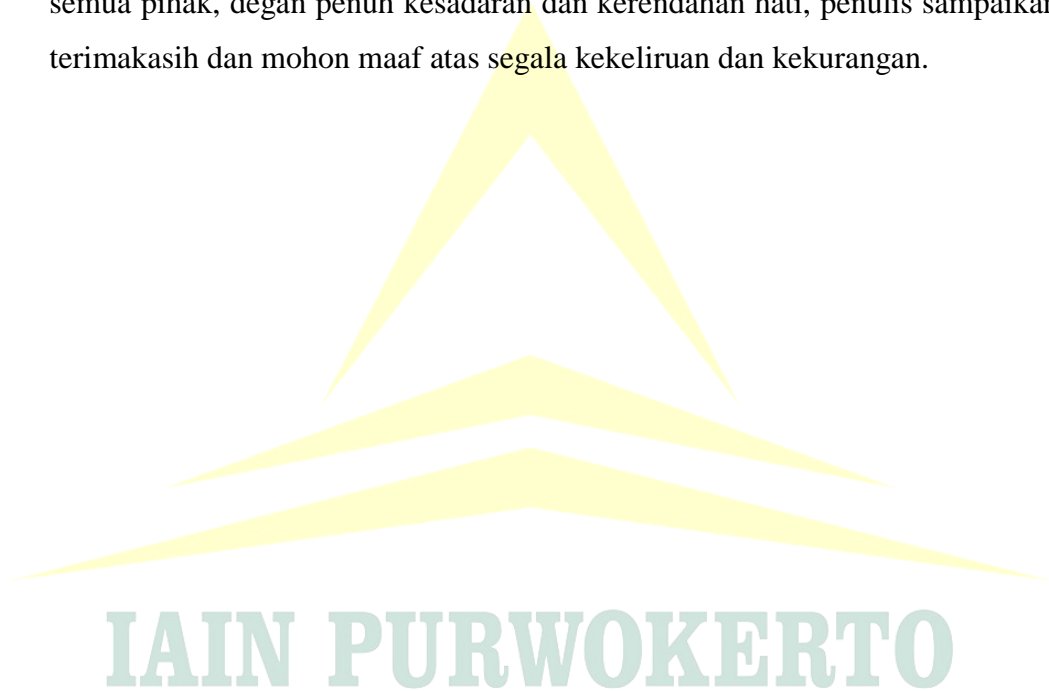 semua pihak, degan penuh kesadaran dan kerendahan hati, penulis sampaikan
terimakasih dan mohon maaf atas segala kekeliruan dan kekurangan.
IAIN PURWOKERTO